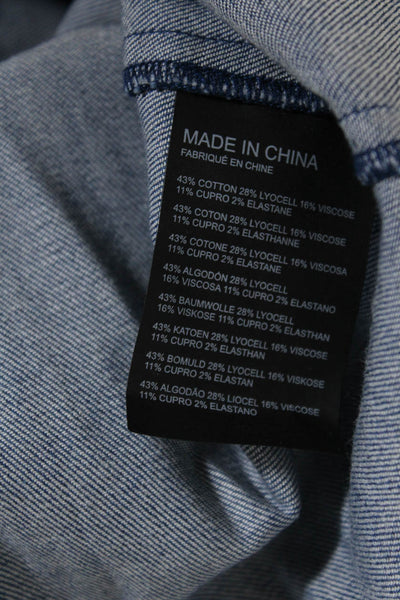 MADE IN CHINA
FABRIQUÉ EN CHINE
43% COTTON 28% LYOCELL 16% VISCOSE
11% CUPRO 2% ELASTANE
43% COTON 28% LYOCELL 16% VISCOSE
11% CUPRO 2% ELASTHANNE
43% COTONE 28% LYOCELL 16% VISCOSA
11% CUPRO 2% ELASTANE
43% ALGODÓN 28% LYOCELL
16% VISCOSA 11% CUPRO 2% ELASTANO
43% BAUMWOLLE 28% LYOCELL
16% VISKOSE 11% CUPRO 2% ELASTHAN
43% KATOEN 28% LYOCELL 16% VISCOSE
11% CUPRO 2% ELASTHAAN
43% BOMULD 28% LYOCELL 16% VISKOSE
11% CUPRO 2% ELASTAN
43% ALGODÃO 28% LIOCEL 16% VISCOSE
11% CUPRO 2% ELASTANO